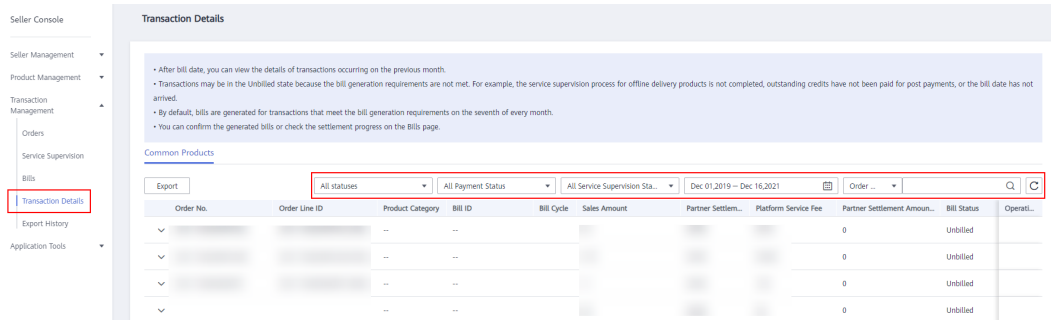 Seller Console
Transaction Details
Seller Management
Product Management
Transaction
Management
Orders
Service Supervision
Bills
Transaction Details
Export History
Application Tools
• After bill date, you can view the details of transactions occurring on the previous month.
• Transactions may be in the Unbilled state because the bill generation requirements are not met. For example, the service supervision process for offline delivery products is not completed, outstanding credits have not been paid for post payments, or the bill date has not
arrived.
• By default, bills are generated for transactions that meet the bill generation requirements on the seventh of every month.
• You can confirm the generated bills or check the settlement progress on the Bills page.
Common Products
Export All statuses All Payment Status All Service Supervision Sta... Dec 01,2019 — Dec 16,2021 Order ...
Order No. Order Line ID Product Category Bill ID Bill Cycle Sales Amount Partner Settlem... Platform Service Fee Partner Settlement Amoun... Bill Status Operati...
-- -- 0 Unbilled
-- -- 0 Unbilled
-- -- 0 Unbilled
-- -- 0 Unbilled